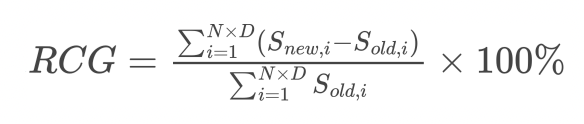 RCG = \frac{\sum_{i=1}^{N \times D} (S_{new,i} - S_{old,i})}{\sum_{i=1}^{N \times D} S_{old,i}} \times 100\%